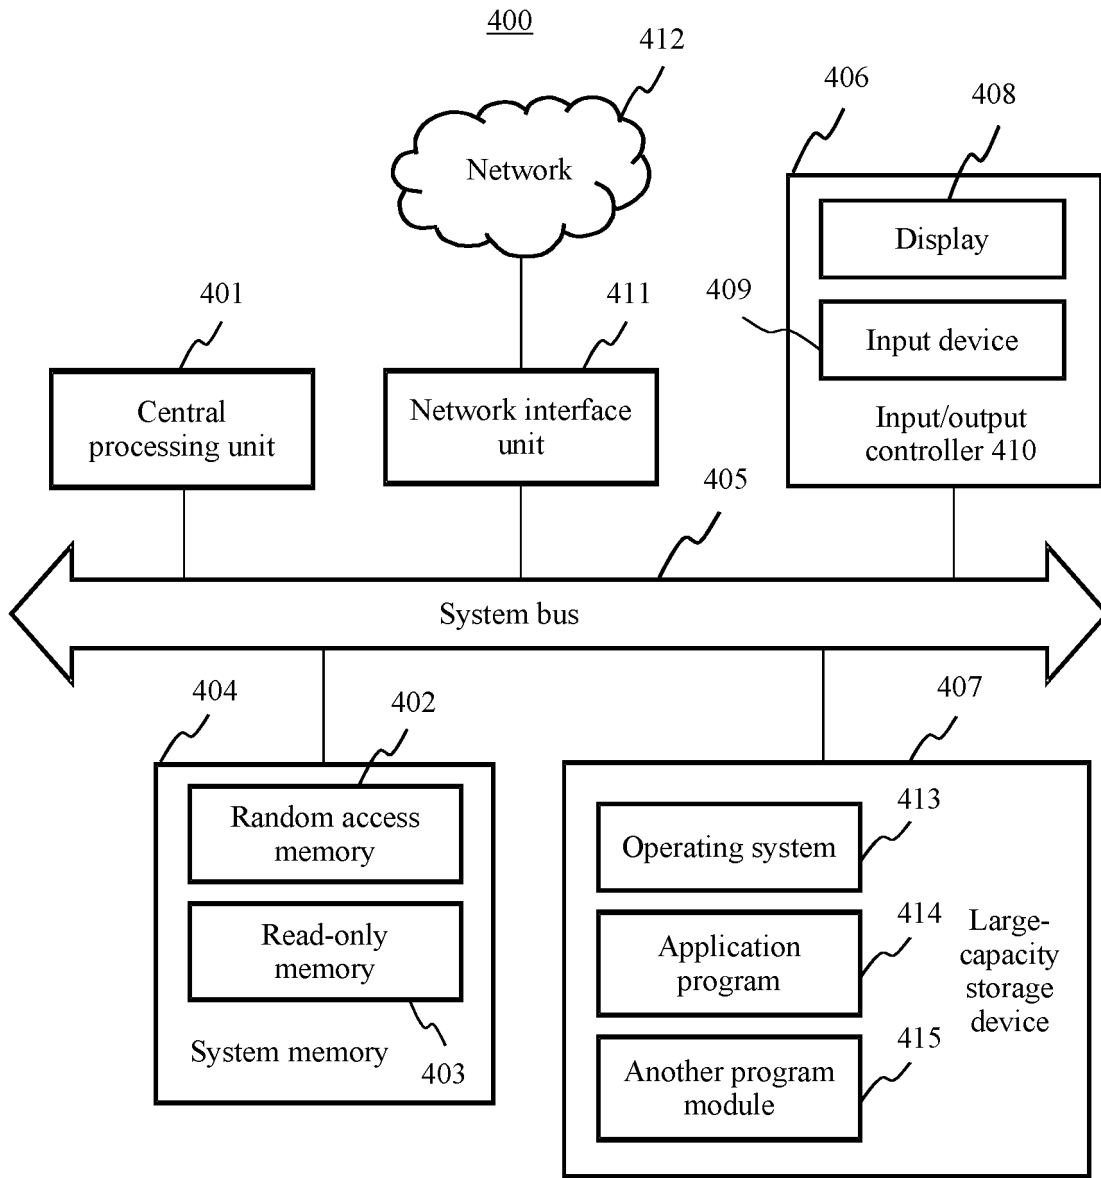 400
412
Network
406
408
Display
409
Input device
Input/output
controller 410
401
Central
processing unit
411
Network interface
unit
405
System bus
404
402
Random access
memory
Read-only
memory
System memory
403
407
413
Operating system
414
Application
program
415
Another program
module
Large-
capacity
storage
device